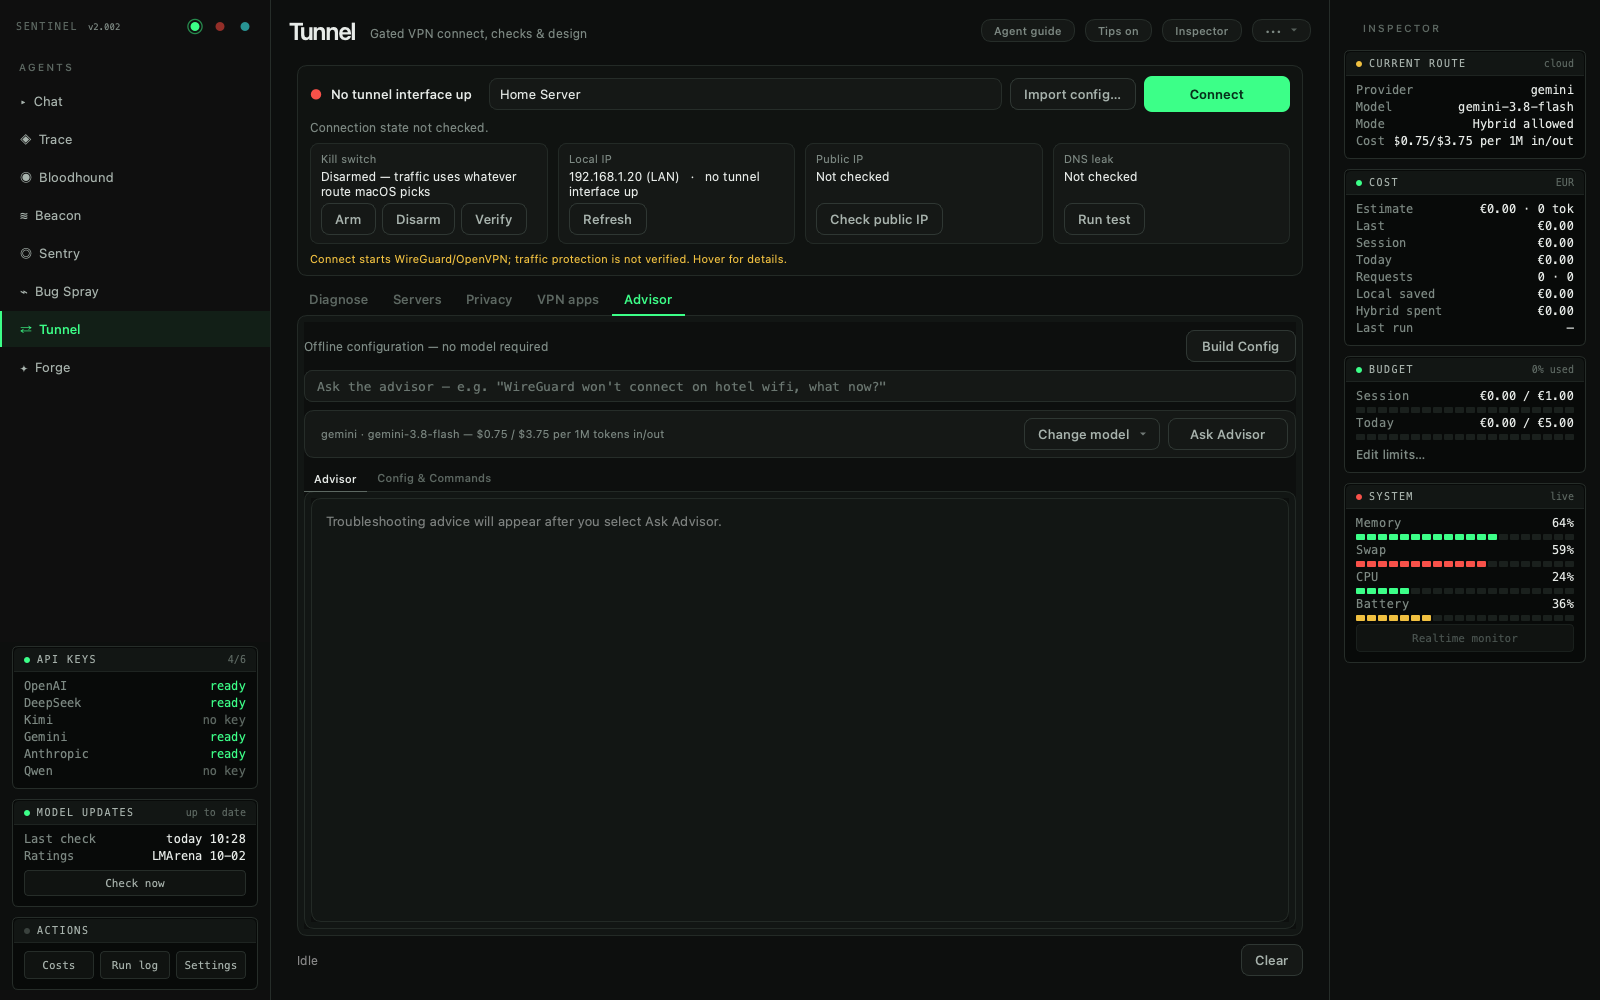 SENTINEL v2.002
AGENTS
Chat
Trace
Bloodhound
Beacon
Sentry
Bug Spray
Tunnel
Forge
API KEYS 4/6
OpenAI ready
DeepSeek ready
Kimi no key
Gemini ready
Anthropic ready
Qwen no key
MODEL UPDATES up to date
Last check today 10:28
Ratings LMArena 10-02
Check now
ACTIONS
Costs Run log Settings
Tunnel Gated VPN connect, checks & design
Agent guide Tips on Inspector ...
No tunnel interface up Home Server Import config... Connect
Connection state not checked.
Kill switch
Disarmed — traffic uses whatever
route macOS picks
Arm Disarm Verify
Local IP
192.168.1.20 (LAN) · no tunnel
interface up
Refresh
Public IP
Not checked
Check public IP
DNS leak
Not checked
Run test
Connect starts WireGuard/OpenVPN; traffic protection is not verified. Hover for details.
Diagnose Servers Privacy VPN apps Advisor
Offline configuration — no model required Build Config
Ask the advisor — e.g. "WireGuard won't connect on hotel wifi, what now?"
gemini · gemini-3.8-flash — $0.75 / $3.75 per 1M tokens in/out Change model Ask Advisor
Advisor Config & Commands
Troubleshooting advice will appear after you select Ask Advisor.
Idle Clear
INSPECTOR
CURRENT ROUTE cloud
Provider gemini
Model gemini-3.8-flash
Mode Hybrid allowed
Cost $0.75/$3.75 per 1M in/out
COST EUR
Estimate €0.00 · 0 tok
Last €0.00
Session €0.00
Today €0.00
Requests 0 · 0
Local saved €0.00
Hybrid spent €0.00
Last run —
BUDGET 0% used
Session €0.00 / €1.00
Today €0.00 / €5.00
Edit limits...
SYSTEM live
Memory 64%
Swap 59%
CPU 24%
Battery 36%
Realtime monitor